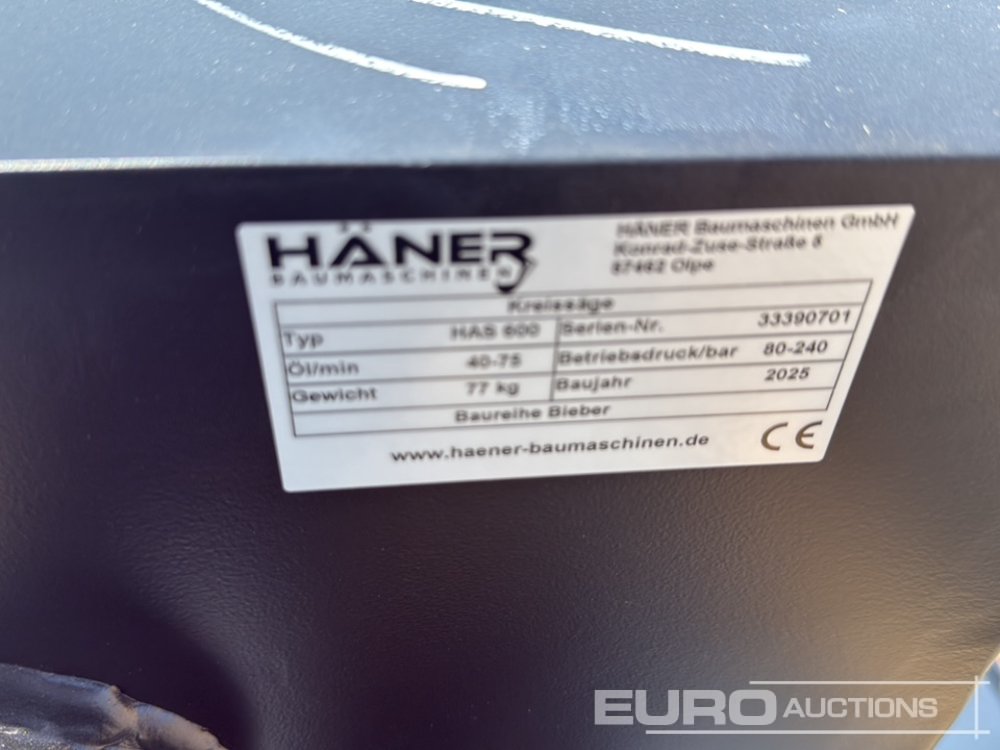 HÄNER
BAUMASCHINEN
HÄNER Baumaschinen GmbH
Konrad-Zuse-Straße 5
57462 Olpe
Kreissäge
Typ HAS 600 Serien-Nr. 33390701
Öl/min 40-75 Betriebsdruck/bar 80-240
Gewicht 77 kg Baujahr 2025
Baureihe Bieber
www.haener-baumaschinen.de
CE
EURO AUCTIONS